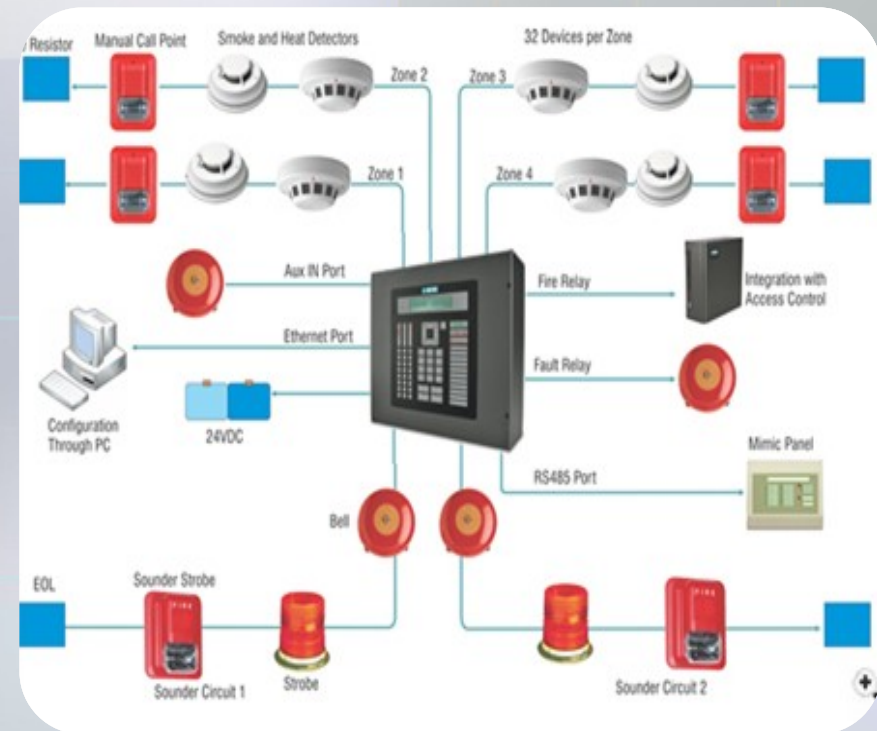 Resistor
Manual Call Point
Smoke and Heat Detectors
32 Devices per Zone
Zone 2
Zone 3
Zone 1
Zone 4
Aux IN Port
Fire Relay
Integration with
Access Control
Ethernet Port
Fault Relay
Configuration
Through PC
24VDC
Mimic Panel
RS485 Port
Bell
EOL
Sounder Strobe
FIRE
FIRE
Sounder Circuit 1
Strobe
Sounder Circuit 2